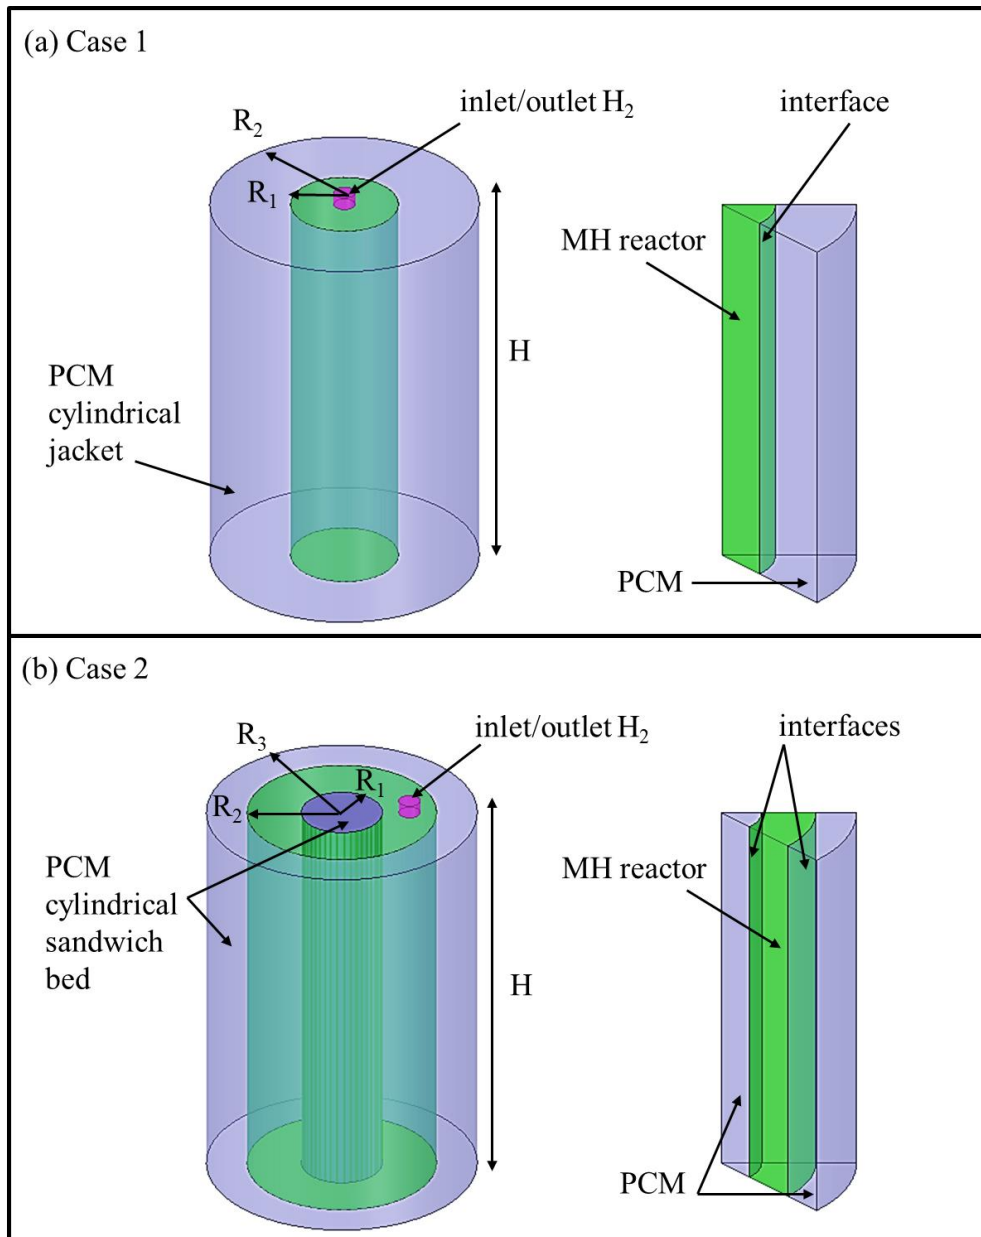 (a) Case 1
inlet/outlet H₂
interface
R₂
R₁
MH reactor
H
PCM
cylindrical
jacket
PCM
(b) Case 2
inlet/outlet H₂
interfaces
R₃
R₁
R₂
MH reactor
PCM
cylindrical
sandwich
bed
H
PCM